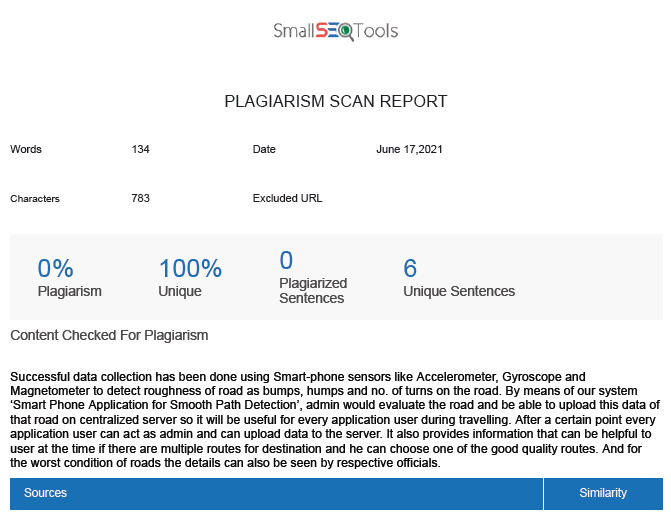 SmallSEOTools
PLAGIARISM SCAN REPORT
Words 134 Date June 17,2021
Characters 783 Excluded URL
0% 100% 0 6
Plagiarism Unique Plagiarized Sentences Unique Sentences
Content Checked For Plagiarism
Successful data collection has been done using Smart-phone sensors like Accelerometer, Gyroscope and
Magnetometer to detect roughness of road as bumps, humps and no. of turns on the road. By means of our system
‘Smart Phone Application for Smooth Path Detection’, admin would evaluate the road and be able to upload this data of
that road on centralized server so it will be useful for every application user during travelling. After a certain point every
application user can act as admin and can upload data to the server. It also provides information that can be helpful to
user at the time if there are multiple routes for destination and he can choose one of the good quality routes. And for
the worst condition of roads the details can also be seen by respective officials.
Sources Similarity